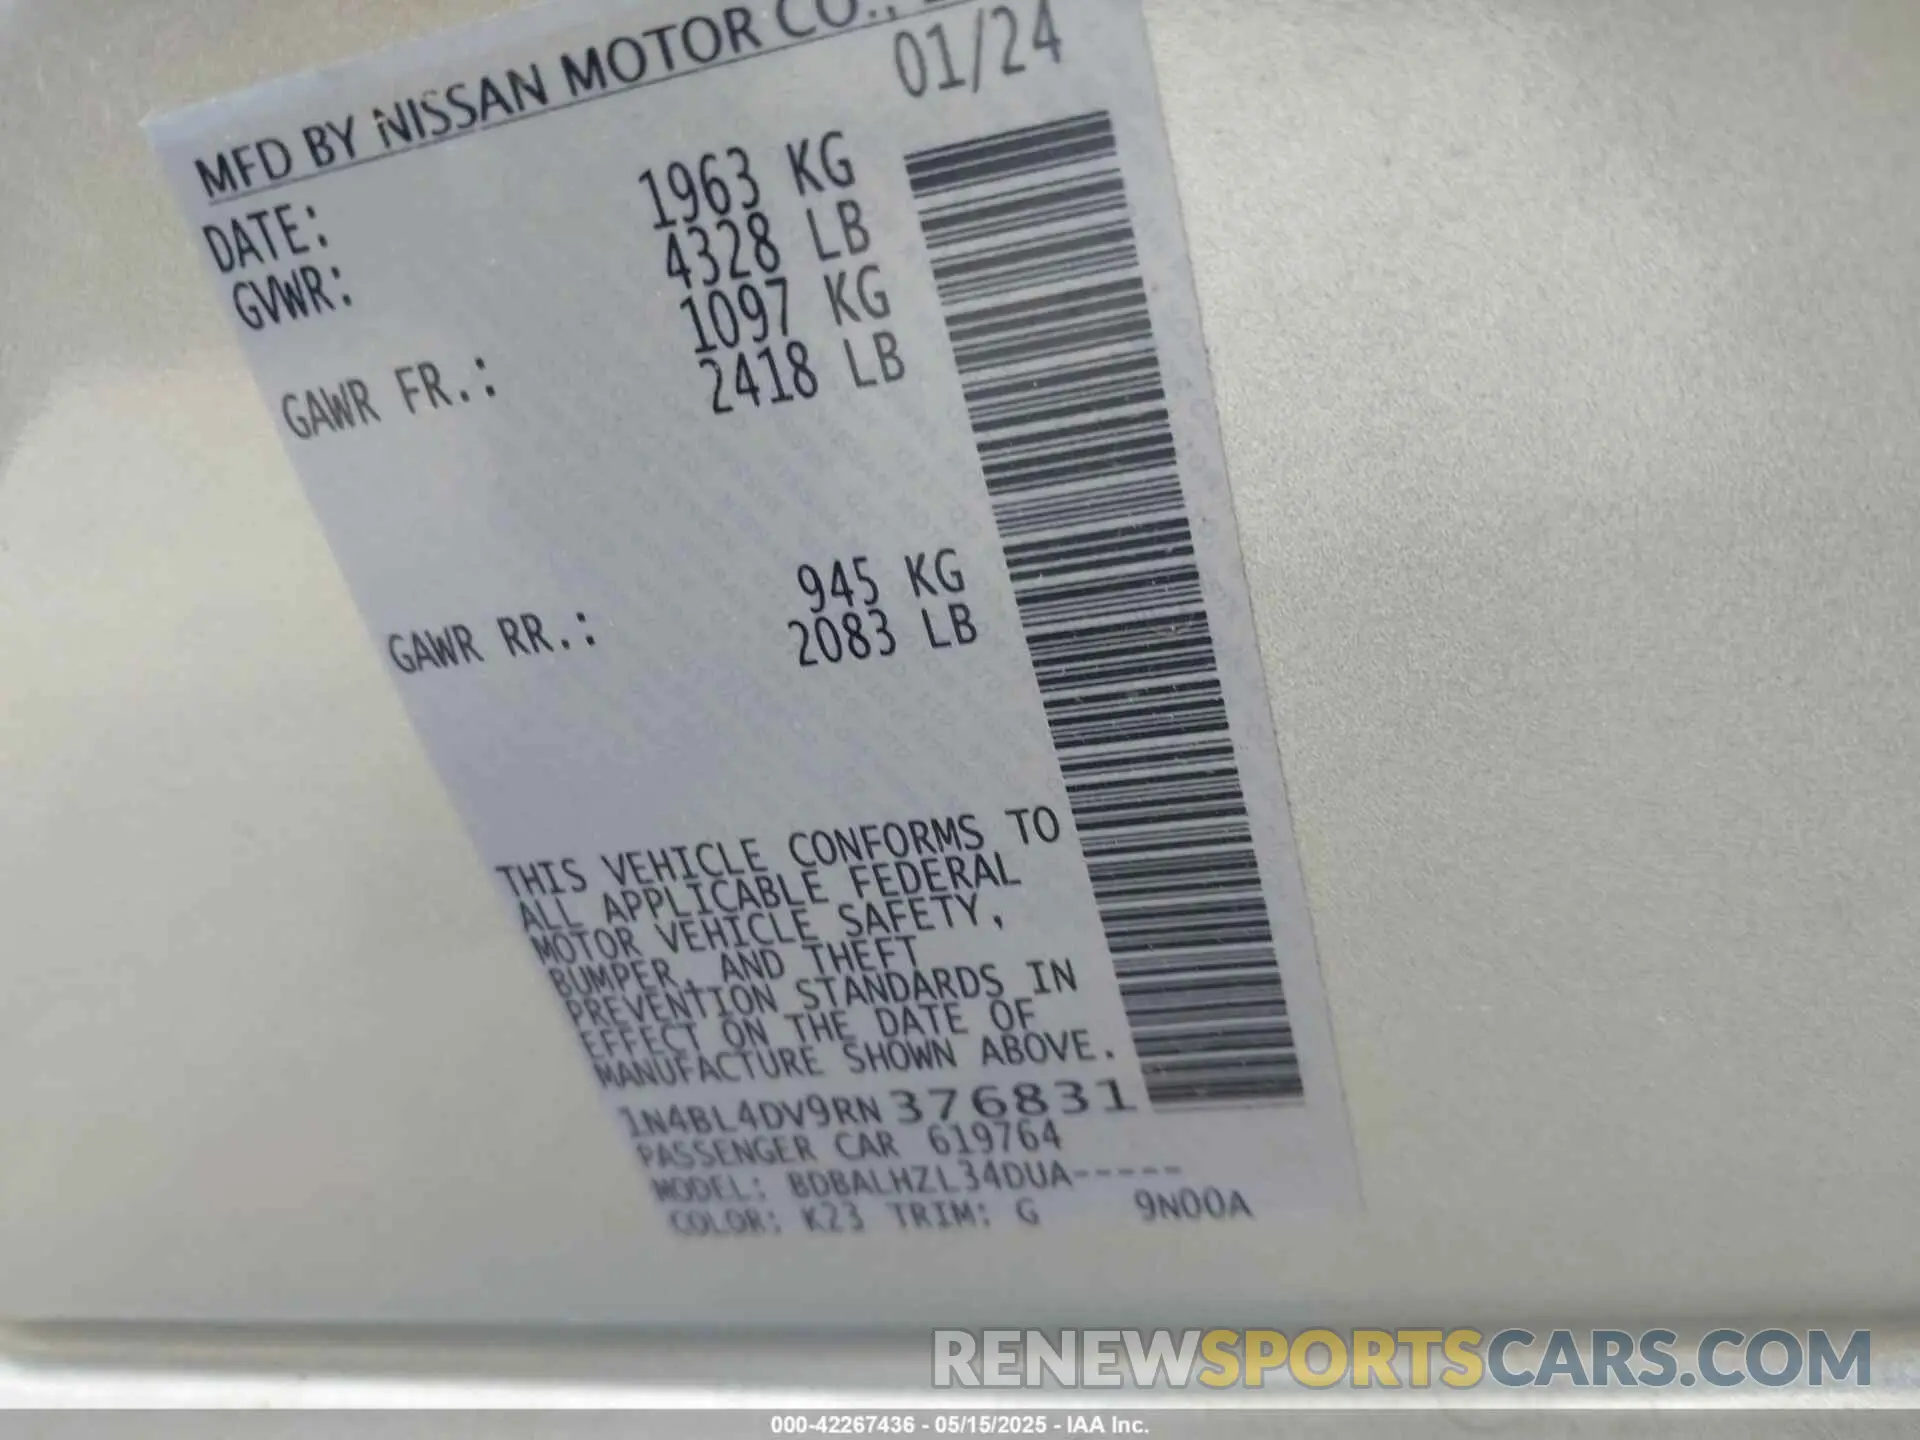 MFD BY NISSAN MOTOR CO.,
DATE: 01/24
GVWR: 1963 KG
4328 LB
GAWR FR.: 1097 KG
2418 LB
GAWR RR.: 945 KG
2083 LB
THIS VEHICLE CONFORMS TO
ALL APPLICABLE FEDERAL
MOTOR VEHICLE SAFETY,
BUMPER, AND THEFT
PREVENTION STANDARDS IN
EFFECT ON THE DATE OF
MANUFACTURE SHOWN ABOVE.
1N4BL4DV9RN376831
PASSENGER CAR 619764
MODEL: BDBALHZL34DUA-----
COLOR: K23 TRIM: G 9N00A
RENEWSPORTSCARS.COM
000-42267436 - 05/15/2025 - IAA Inc.